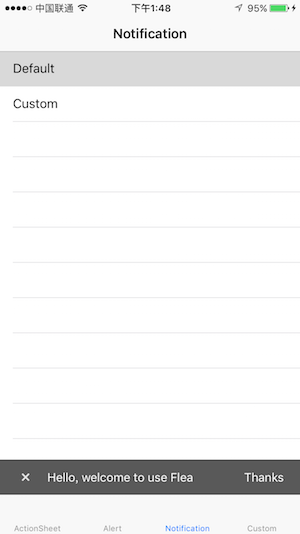 中国联通 下午1:48 95%
Notification
Default
Custom
× Hello, welcome to use Flea Thanks
ActionSheet Alert Notification Custom